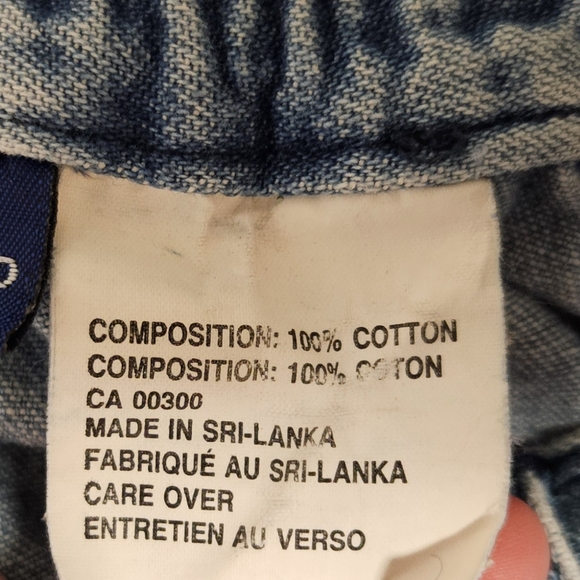 COMPOSITION: 100% COTTON
COMPOSITION: 100% COTON
CA 00300
MADE IN SRI-LANKA
FABRIQUÉ AU SRI-LANKA
CARE OVER
ENTRETIEN AU VERSO